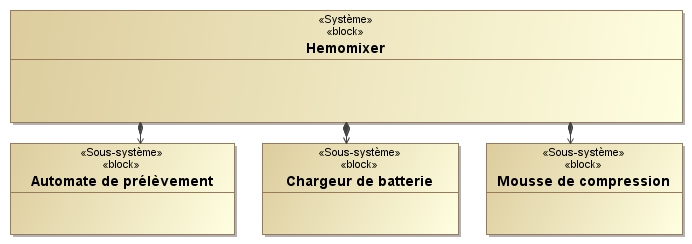 «Système»
«block»
Hemomixer
«Sous-système»
«block»
Automate de prélèvement
«Sous-système»
«block»
Chargeur de batterie
«Sous-système»
«block»
Mousse de compression